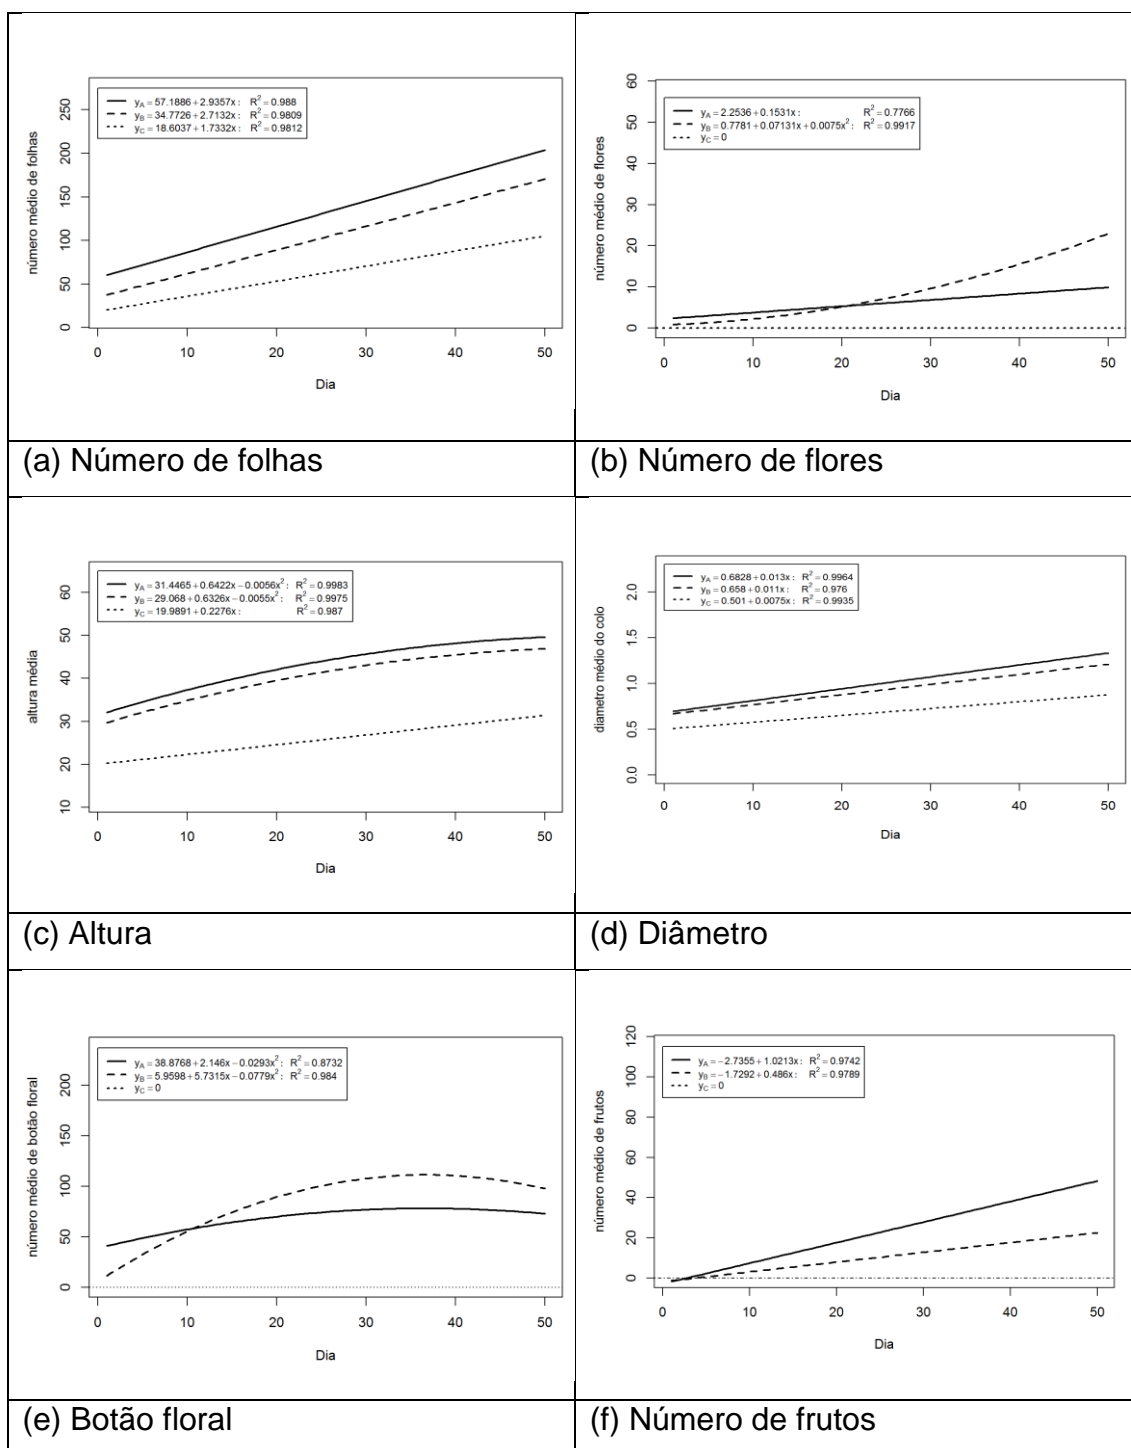 250
200
150
100
50
0
número médio de folhas
y_A = 57.1886 + 2.9357x : R² = 0.988
y_B = 34.7726 + 2.7132x : R² = 0.9809
y_C = 18.6037 + 1.7332x : R² = 0.9812
0 10 20 30 40 50
Dia
(a) Número de folhas
60
50
40
30
20
10
0
número médio de flores
y_A = 2.2536 + 0.1531x : R² = 0.7766
y_B = 0.7781 + 0.07131x + 0.0075x² : R² = 0.9917
y_C = 0
0 10 20 30 40 50
Dia
(b) Número de flores
60
50
40
30
20
10
altura média
y_A = 31.4465 + 0.6422x − 0.0056x² : R² = 0.9983
y_B = 29.068 + 0.6326x − 0.0055x² : R² = 0.9975
y_C = 19.9891 + 0.2276x : R² = 0.987
0 10 20 30 40 50
Dia
(c) Altura
2.0
1.5
1.0
0.5
0.0
diametro médio do colo
y_A = 0.6828 + 0.013x : R² = 0.9964
y_B = 0.658 + 0.011x : R² = 0.976
y_C = 0.501 + 0.0075x : R² = 0.9935
0 10 20 30 40 50
Dia
(d) Diâmetro
200
150
100
50
0
número médio de botão floral
y_A = 38.8768 + 2.146x − 0.0293x² : R² = 0.8732
y_B = 5.9598 + 5.7315x − 0.0779x² : R² = 0.984
y_C = 0
0 10 20 30 40 50
Dia
(e) Botão floral
120
100
80
60
40
20
0
número médio de frutos
y_A = −2.7355 + 1.0213x : R² = 0.9742
y_B = −1.7292 + 0.486x : R² = 0.9789
y_C = 0
0 10 20 30 40 50
Dia
(f) Número de frutos